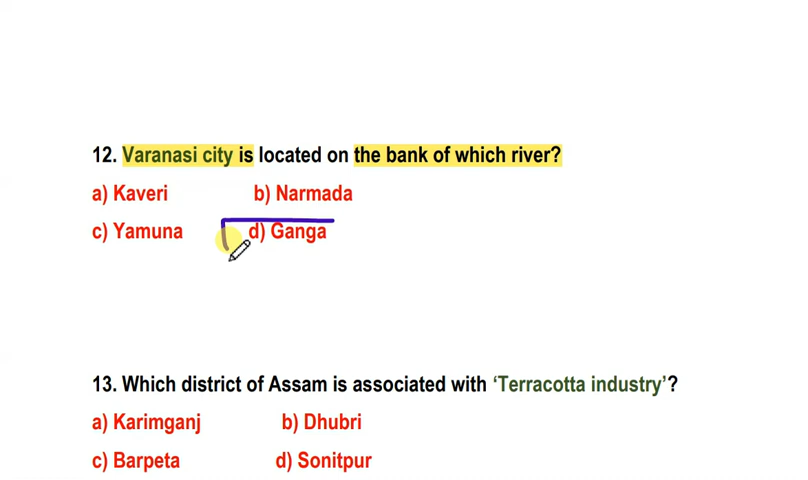 12. Varanasi city is located on the bank of which river?
a) Kaveri b) Narmada
c) Yamuna d) Ganga
13. Which district of Assam is associated with ‘Terracotta industry’?
a) Karimganj b) Dhubri
c) Barpeta d) Sonitpur